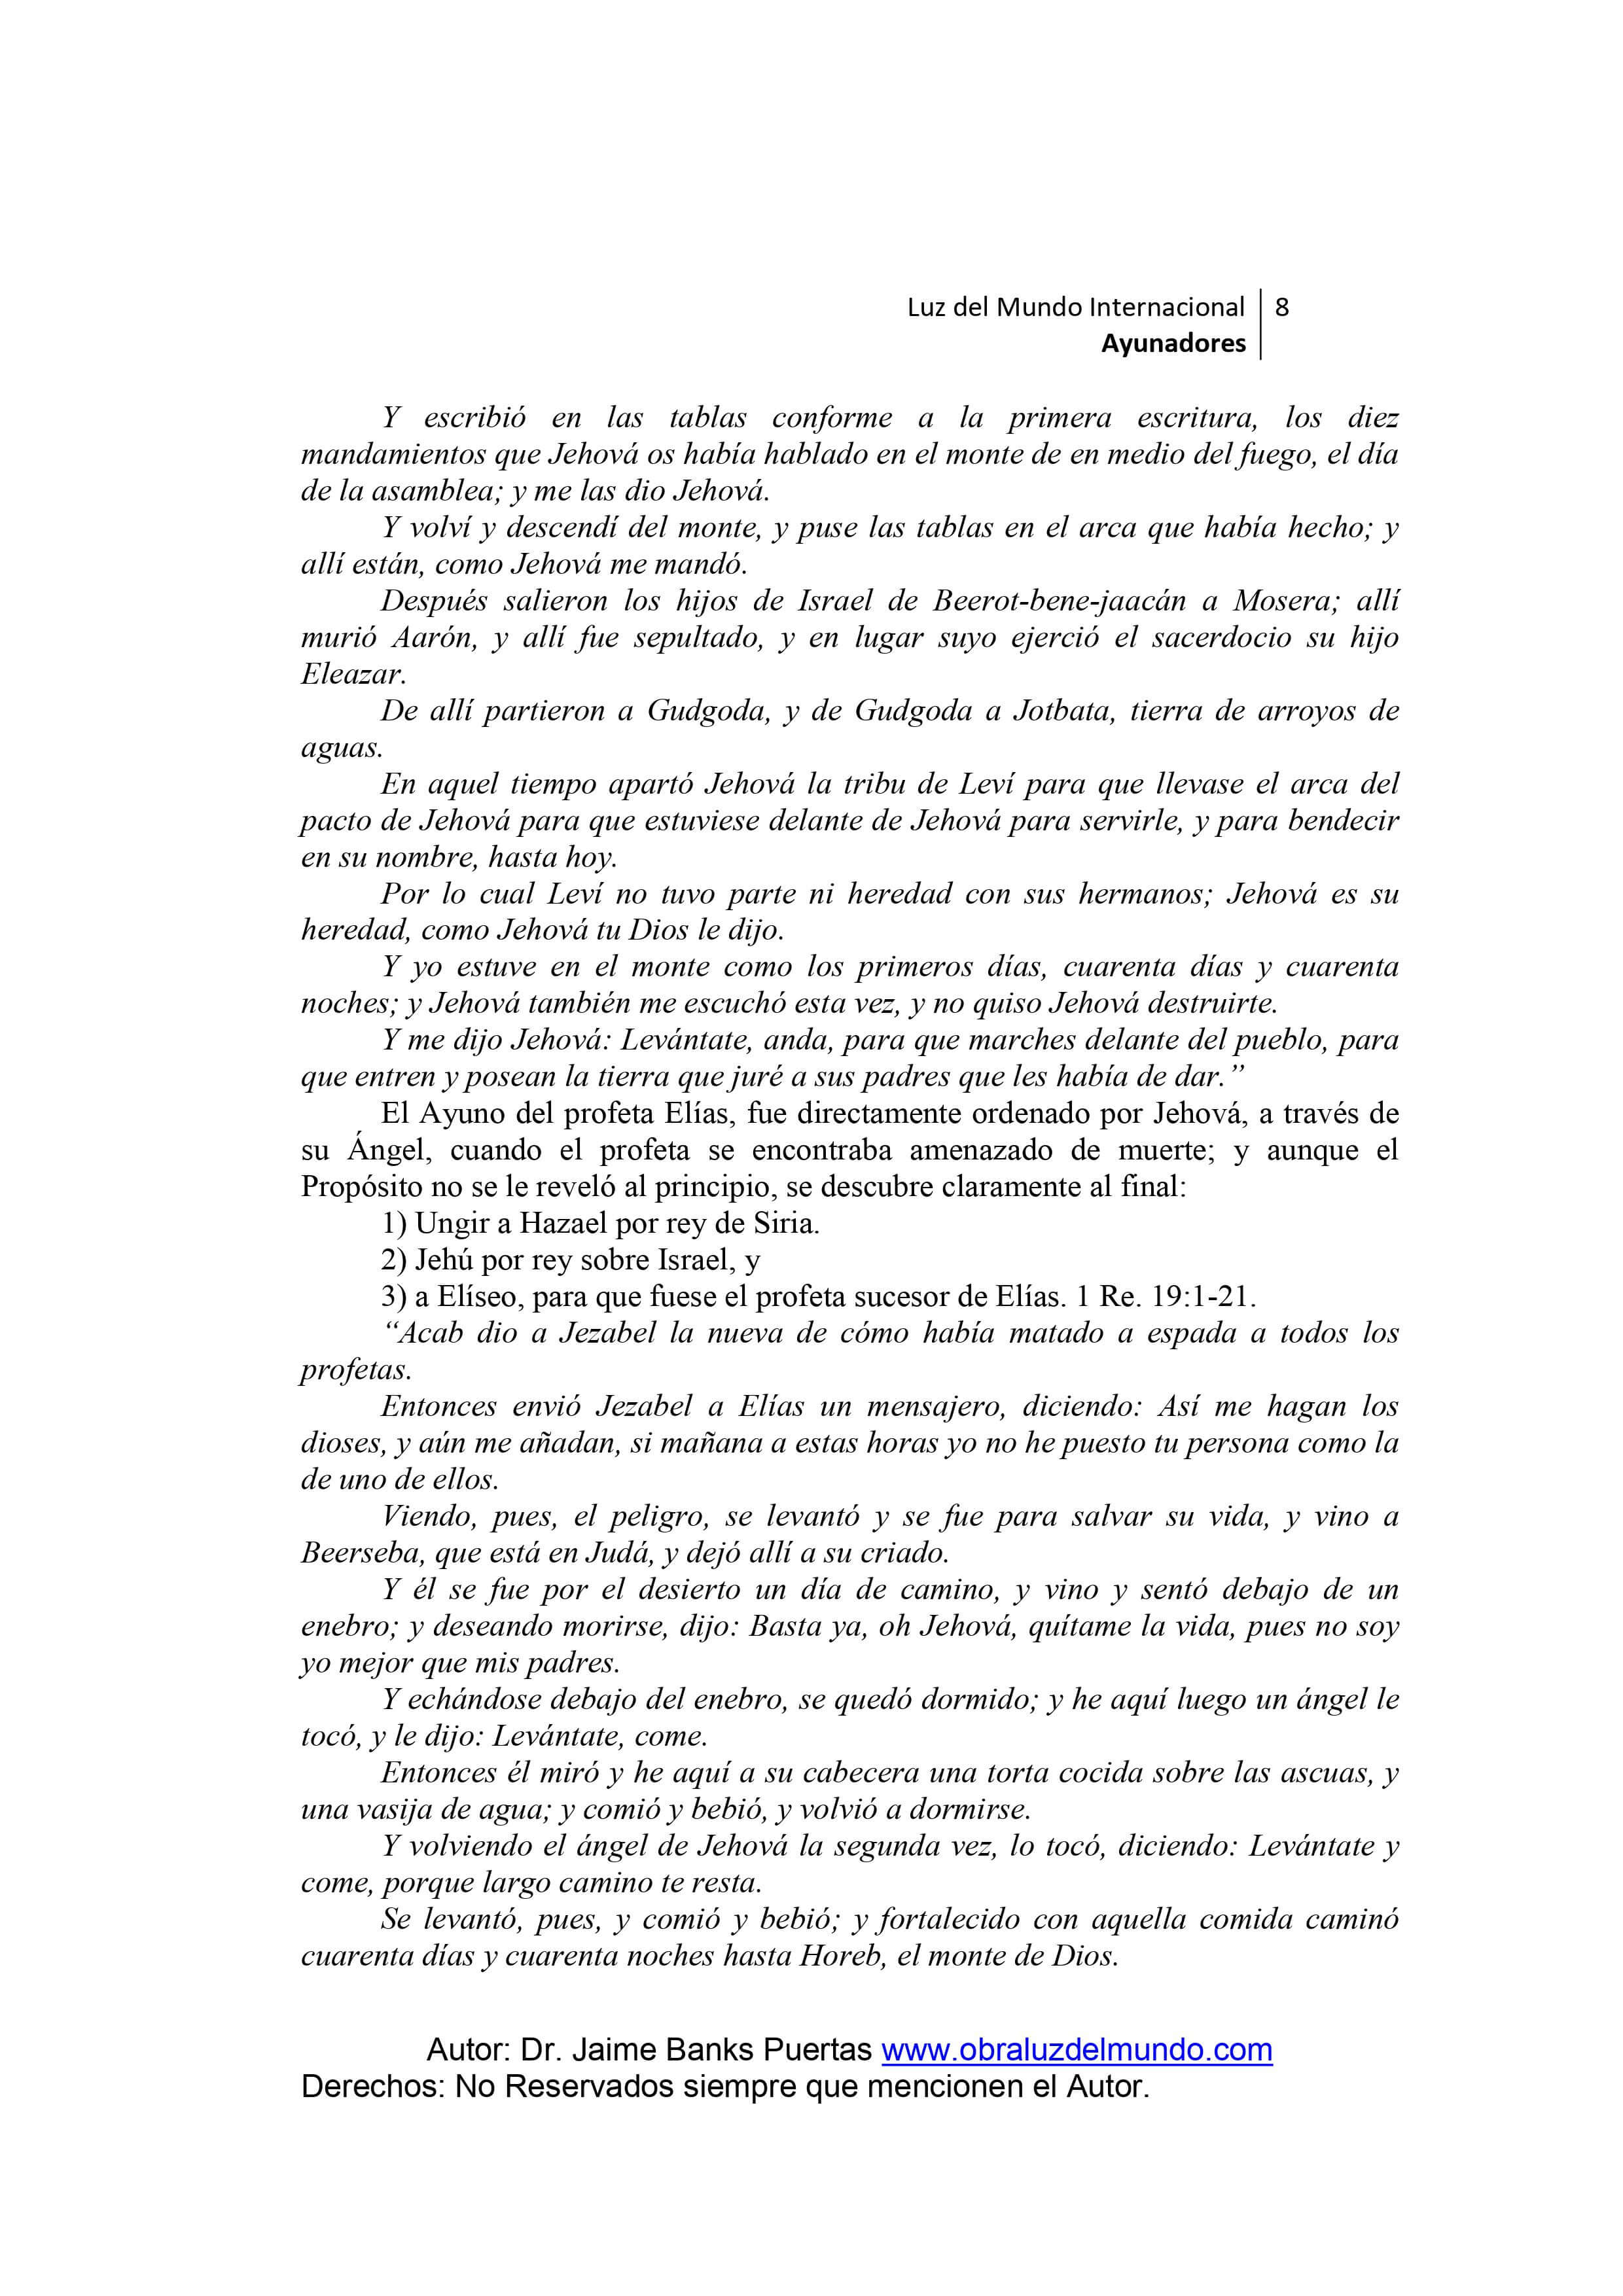 Luz del Mundo Internacional 8
Ayunadores
Y escribió en las tablas conforme a la primera escritura, los diez
mandamientos que Jehová os había hablado en el monte de en medio del fuego, el día
de la asamblea; y me las dio Jehová.
Y volví y descendí del monte, y puse las tablas en el arca que había hecho; y
allí están, como Jehová me mandó.
Después salieron los hijos de Israel de Beerot-bene-jaacán a Mosera; allí
murió Aarón, y allí fue sepultado, y en lugar suyo ejerció el sacerdocio su hijo
Eleazar.
De allí partieron a Gudgoda, y de Gudgoda a Jotbata, tierra de arroyos de
aguas.
En aquel tiempo apartó Jehová la tribu de Leví para que llevase el arca del
pacto de Jehová para que estuviese delante de Jehová para servirle, y para bendecir
en su nombre, hasta hoy.
Por lo cual Leví no tuvo parte ni heredad con sus hermanos; Jehová es su
heredad, como Jehová tu Dios le dijo.
Y yo estuve en el monte como los primeros días, cuarenta días y cuarenta
noches; y Jehová también me escuchó esta vez, y no quiso Jehová destruirte.
Y me dijo Jehová: Levántate, anda, para que marches delante del pueblo, para
que entren y posean la tierra que juré a sus padres que les había de dar.”
El Ayuno del profeta Elías, fue directamente ordenado por Jehová, a través de
su Ángel, cuando el profeta se encontraba amenazado de muerte; y aunque el
Propósito no se le reveló al principio, se descubre claramente al final:
1) Ungir a Hazael por rey de Siria.
2) Jehú por rey sobre Israel, y
3) a Elíseo, para que fuese el profeta sucesor de Elías. 1 Re. 19:1-21.
“Acab dio a Jezabel la nueva de cómo había matado a espada a todos los
profetas.
Entonces envió Jezabel a Elías un mensajero, diciendo: Así me hagan los
dioses, y aún me añadan, si mañana a estas horas yo no he puesto tu persona como la
de uno de ellos.
Viendo, pues, el peligro, se levantó y se fue para salvar su vida, y vino a
Beerseba, que está en Judá, y dejó allí a su criado.
Y él se fue por el desierto un día de camino, y vino y sentó debajo de un
enebro; y deseando morirse, dijo: Basta ya, oh Jehová, quítame la vida, pues no soy
yo mejor que mis padres.
Y echándose debajo del enebro, se quedó dormido; y he aquí luego un ángel le
tocó, y le dijo: Levántate, come.
Entonces él miró y he aquí a su cabecera una torta cocida sobre las ascuas, y
una vasija de agua; y comió y bebió, y volvió a dormirse.
Y volviendo el ángel de Jehová la segunda vez, lo tocó, diciendo: Levántate y
come, porque largo camino te resta.
Se levantó, pues, y comió y bebió; y fortalecido con aquella comida caminó
cuarenta días y cuarenta noches hasta Horeb, el monte de Dios.
Autor: Dr. Jaime Banks Puertas www.obraluzdelmundo.com
Derechos: No Reservados siempre que mencionen el Autor.